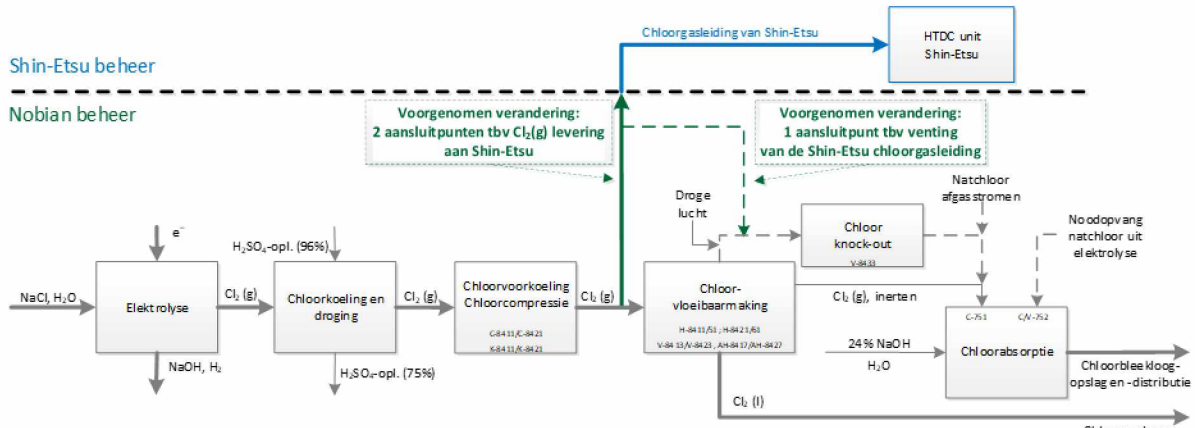 Chloorgasleiding van Shin-Etsu
HTDC unit
Shin-Etsu
Shin-Etsu beheer
Nobian beheer
Voorgenomen verandering:
2 aansluitpunten tbv Cl₂(g) levering
aan Shin-Etsu
Voorgenomen verandering:
1 aansluitpunt tbv venting
van de Shin-Etsu chloorgasleiding
Natchloor
afgasstromen
Droge
lucht
Noodopvang
natchloor uit
elektrolyse
e⁻
H₂SO₄-opl. (96%)
Chloor
knock-out
V-8433
NaCl, H₂O
Elektrolyse
Cl₂ (g)
Chloorkoeling en
droging
Cl₂ (g)
Chloorvoorkoeling
Chloorcompressie
C-8411/C-8421
K-8411/K-8421
Cl₂ (g)
Chloor-
vloeibaarmaking
H-8411/51 ; H-8421/61
V-8413/V-8423 , AH-8417/AH-8427
Cl₂ (g), inerten
C-751
C/V-752
Chloorabsorptie
24% NaOH
H₂O
NaOH, H₂
H₂SO₄-opl. (75%)
Chloorbleekloog-
opslag en -distributie
Cl₂ (l)